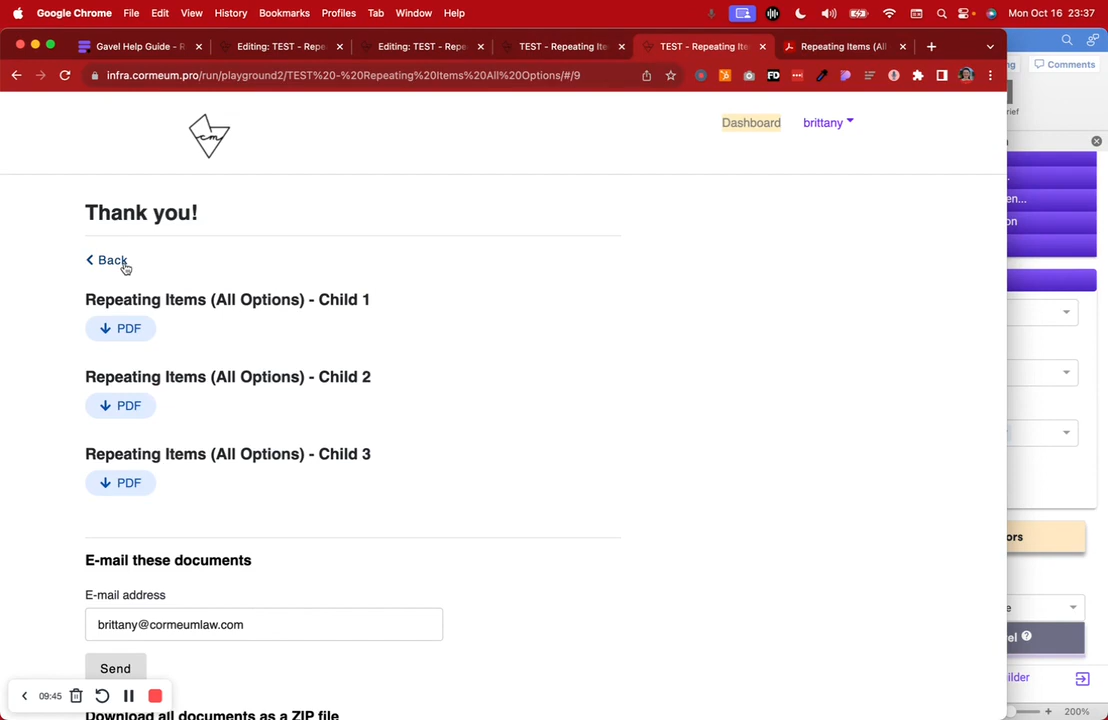 Google Chrome File Edit View History Bookmarks Profiles Tab Window Help Mon Oct 16 23:37
Gavel Help Guide - R Editing: TEST - Repe Editing: TEST - Repe TEST - Repeating Ite TEST - Repeating Ite Repeating Items (All
infra.cormeum.pro/run/playground2/TEST%20-%20Repeating%20Items%20All%20Options/#/9
Comments
Dashboard brittany
Thank you!
Back
Repeating Items (All Options) - Child 1
PDF
Repeating Items (All Options) - Child 2
PDF
Repeating Items (All Options) - Child 3
PDF
E-mail these documents
E-mail address
brittany@cormeumlaw.com
Send
09:45
Download all documents as a ZIP file
200%